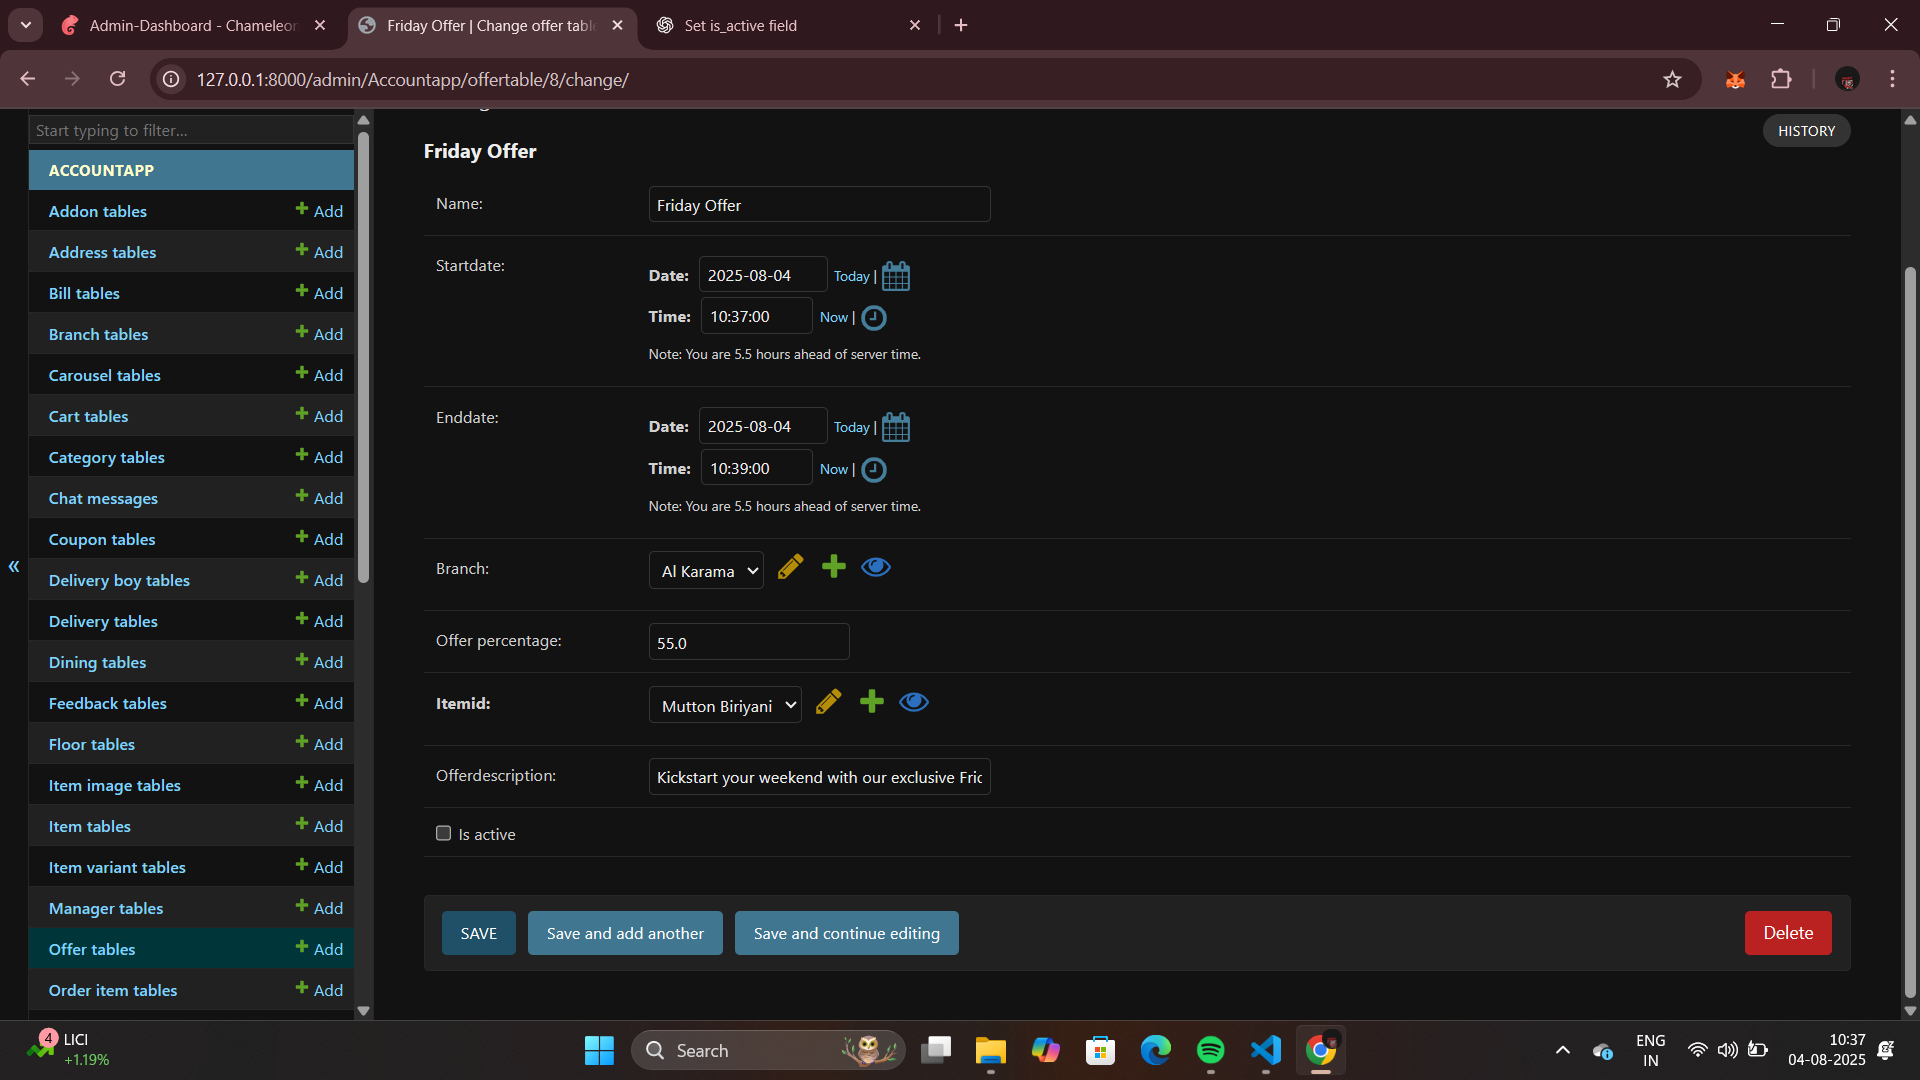 Admin-Dashboard - Chameleon
Friday Offer | Change offer table
Set is_active field
127.0.0.1:8000/admin/Accountapp/offertable/8/change/
Start typing to filter...
ACCOUNTAPP
Addon tables Add
Address tables Add
Bill tables Add
Branch tables Add
Carousel tables Add
Cart tables Add
Category tables Add
Chat messages Add
Coupon tables Add
Delivery boy tables Add
Delivery tables Add
Dining tables Add
Feedback tables Add
Floor tables Add
Item image tables Add
Item tables Add
Item variant tables Add
Manager tables Add
Offer tables Add
Order item tables Add
«
HISTORY
Friday Offer
Name: Friday Offer
Startdate:
Date: 2025-08-04 Today |
Time: 10:37:00 Now |
Note: You are 5.5 hours ahead of server time.
Enddate:
Date: 2025-08-04 Today |
Time: 10:39:00 Now |
Note: You are 5.5 hours ahead of server time.
Branch: Al Karama
Offer percentage: 55.0
Itemid: Mutton Biriyani
Offerdescription: Kickstart your weekend with our exclusive Fric
Is active
SAVE Save and add another Save and continue editing Delete
4
LICI
+1.19%
Search
ENG
IN
10:37
04-08-2025